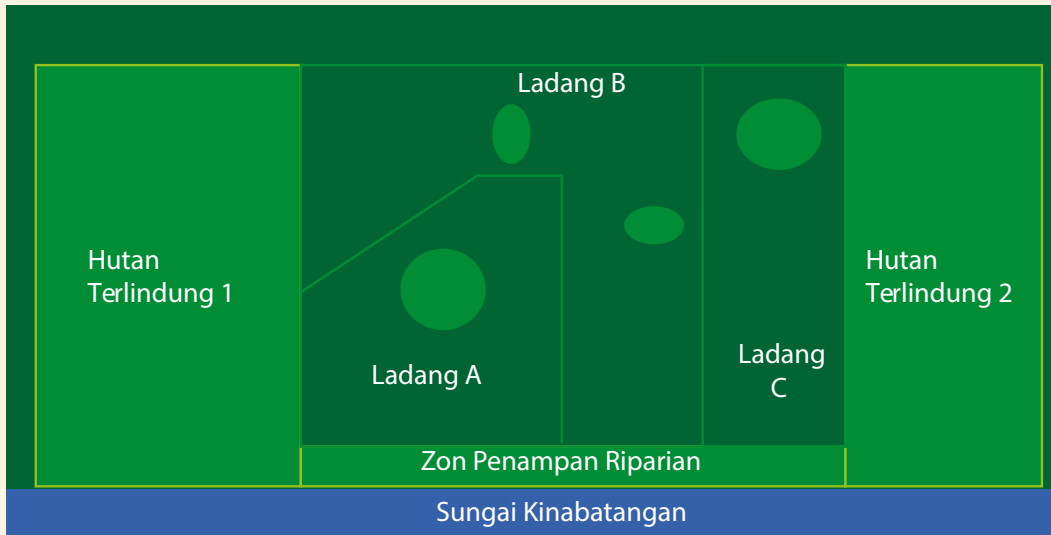 Ladang B
Hutan
Terlindung 1
Hutan
Terlindung 2
Ladang A
Ladang
C
Zon Penampan Riparian
Sungai Kinabatangan